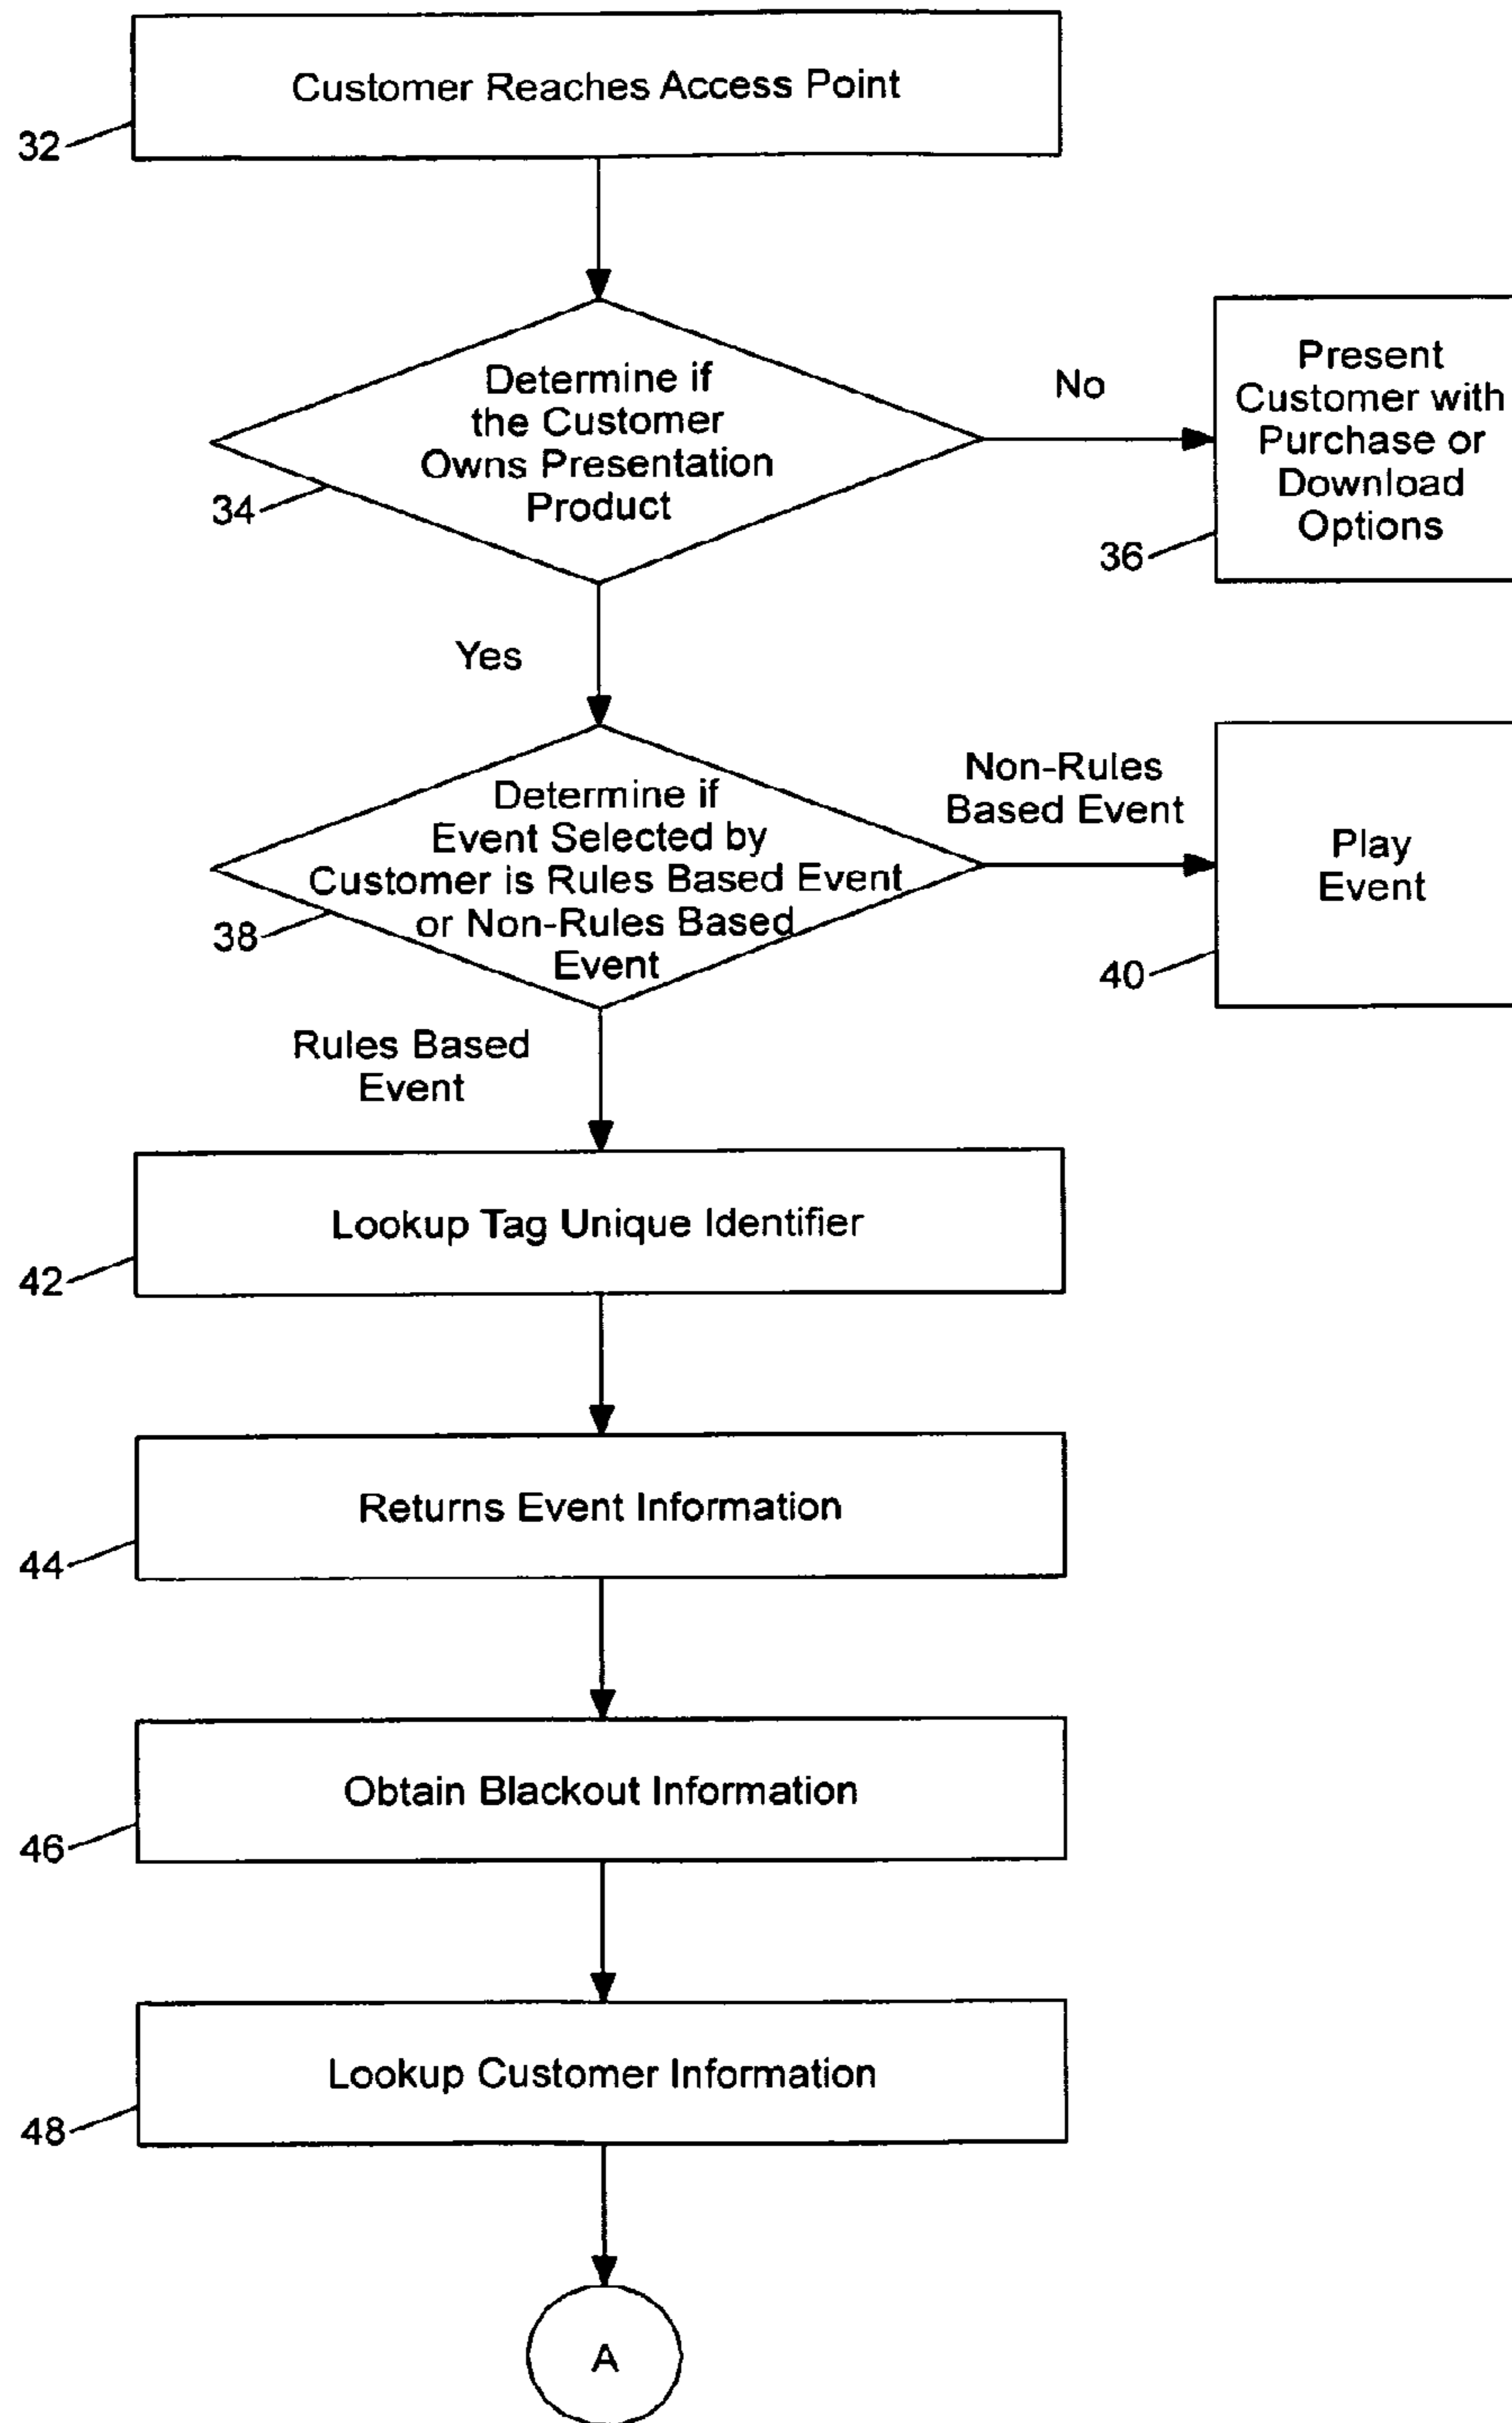 Customer Reaches Access Point
32
Determine if
the Customer
Owns Presentation
Product
34
No
Present
Customer with
Purchase or
Download
Options
36
Yes
Determine if
Event Selected by
Customer is Rules Based Event
or Non-Rules Based
Event
38
Non-Rules
Based Event
Play
Event
40
Rules Based
Event
Lookup Tag Unique Identifier
42
Returns Event Information
44
Obtain Blackout Information
46
Lookup Customer Information
48
A